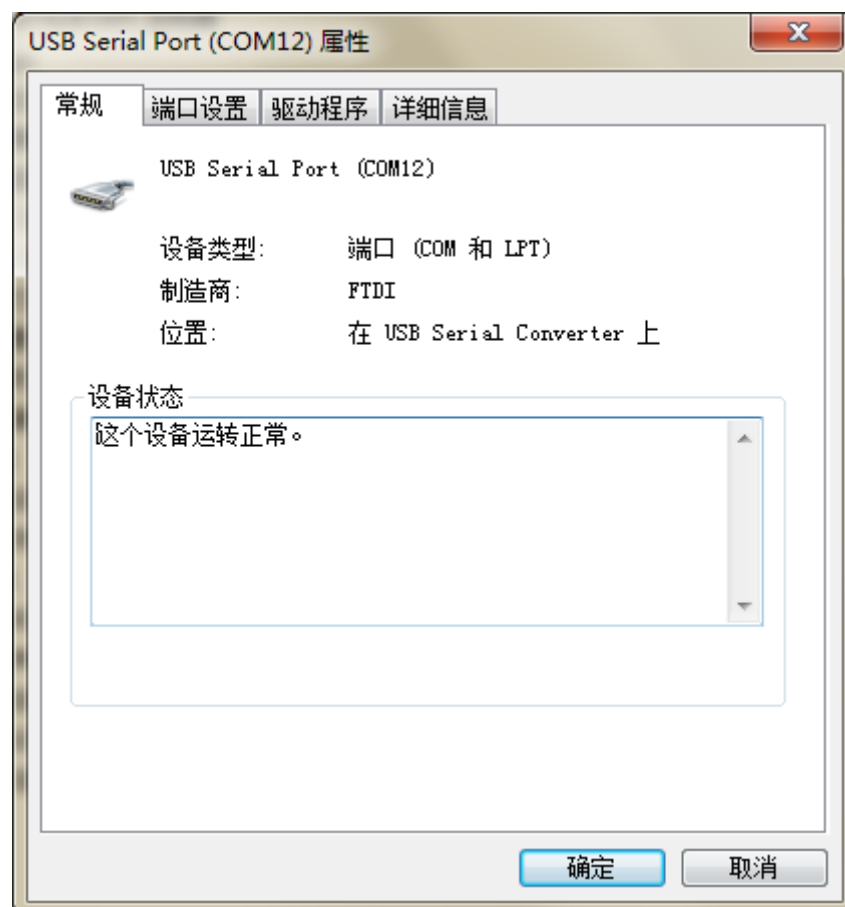 USB Serial Port (COM12) 属性
常规 端口设置 驱动程序 详细信息
USB Serial Port (COM12)
设备类型: 端口 (COM 和 LPT)
制造商: FTDI
位置: 在 USB Serial Converter 上
设备状态
这个设备运转正常。
确定 取消